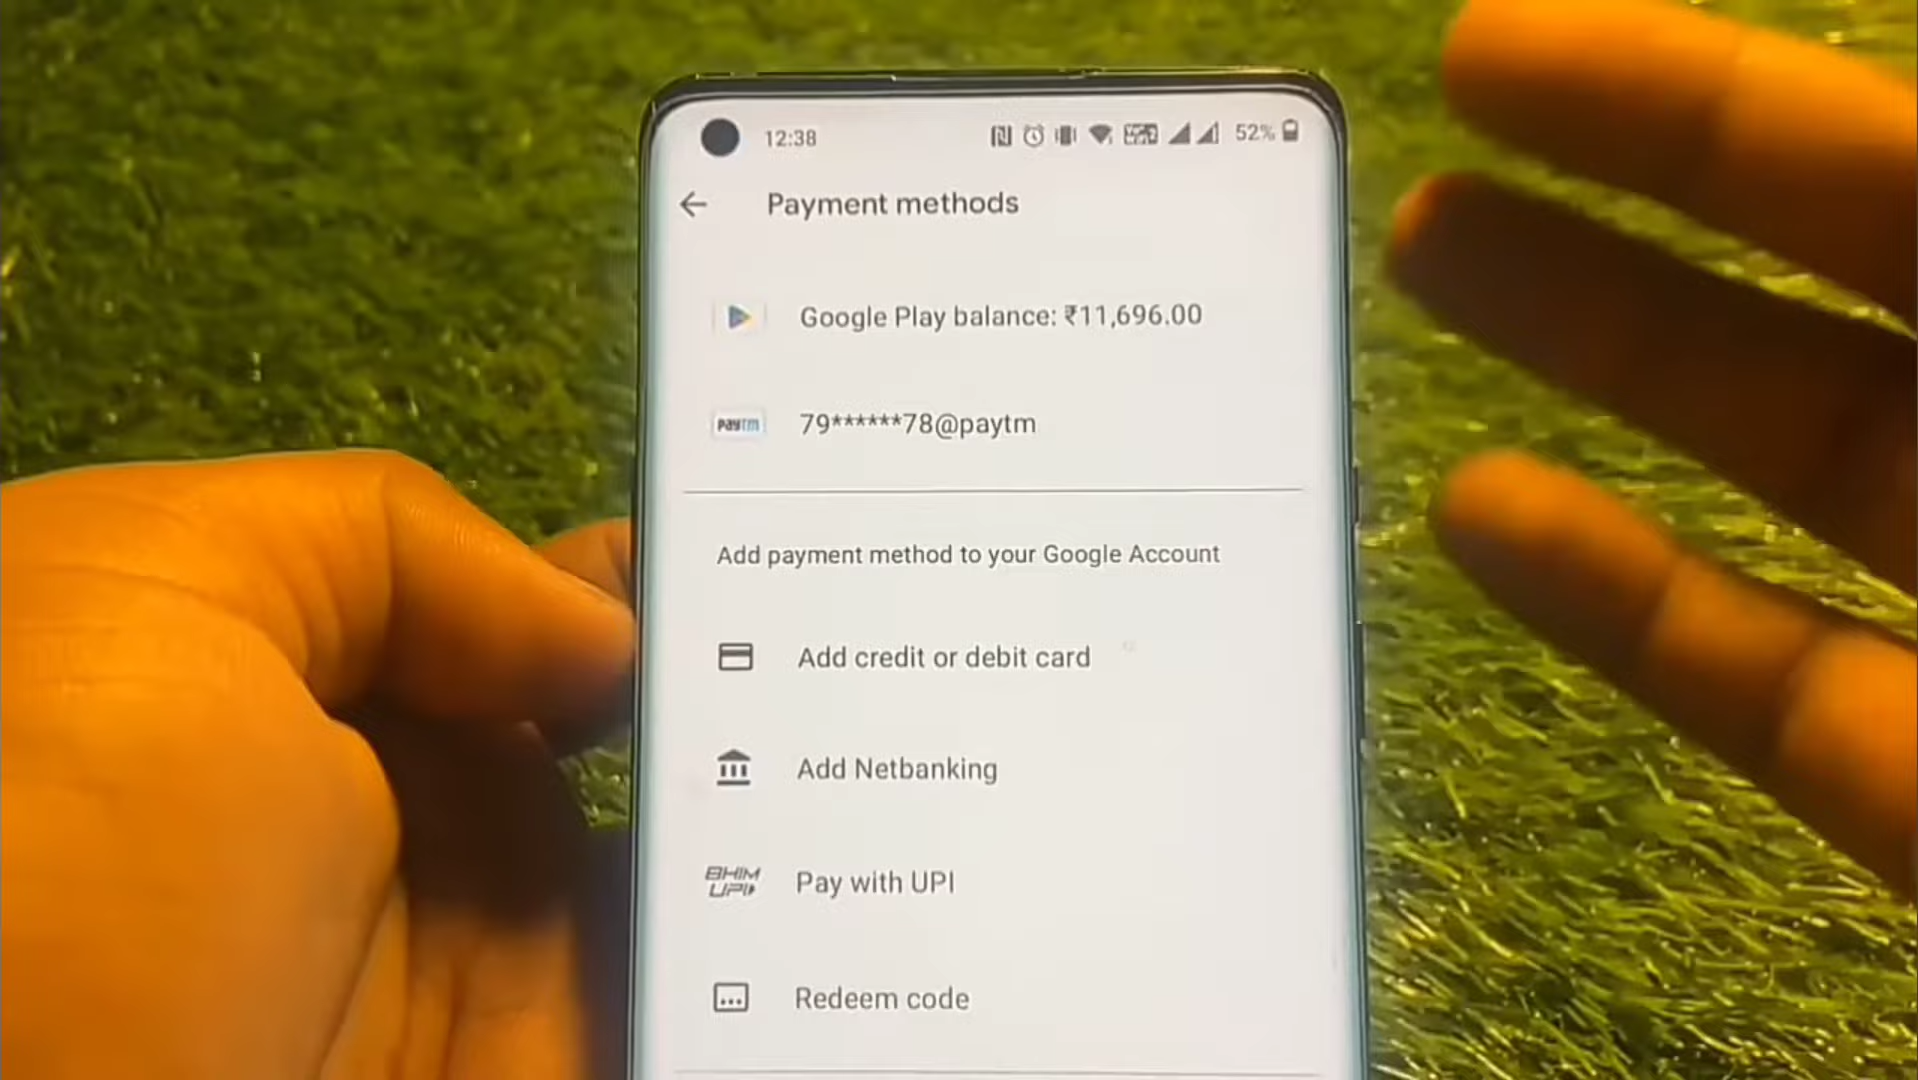 12:38 52%
Payment methods
Google Play balance: ₹11,696.00
paytm 79******78@paytm
Add payment method to your Google Account
Add credit or debit card
Add Netbanking
BHIM
UPI Pay with UPI
Redeem code